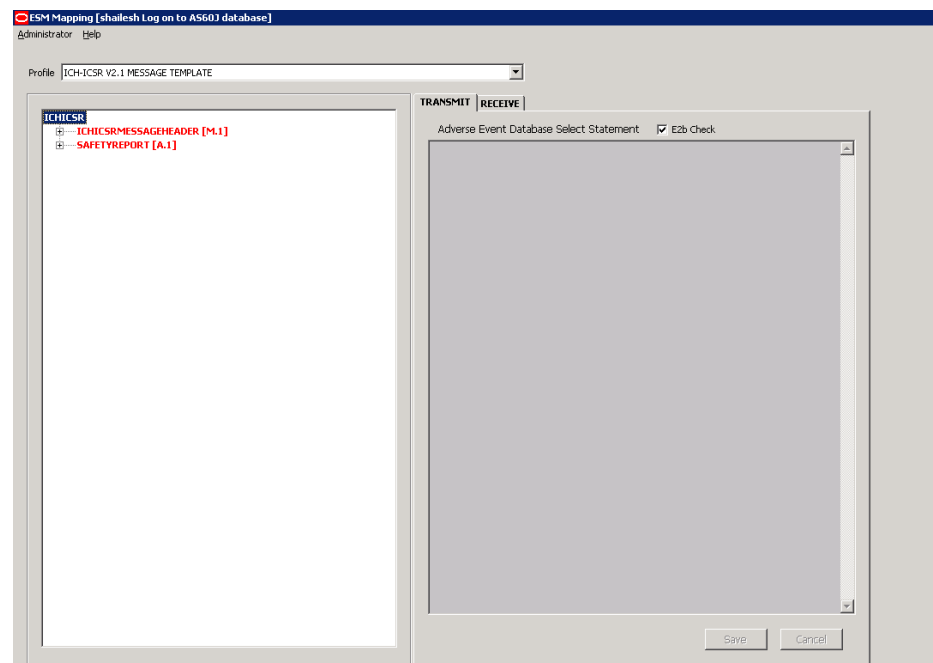 ESM Mapping [shailesh Log on to AS60J database]
Administrator Help
Profile ICH-ICSR V2.1 MESSAGE TEMPLATE
TRANSMIT RECEIVE
ICHICSR
ICHICSRMESSAGEHEADER [M.1]
SAFETYREPORT [A.1]
Adverse Event Database Select Statement E2b Check
Save Cancel